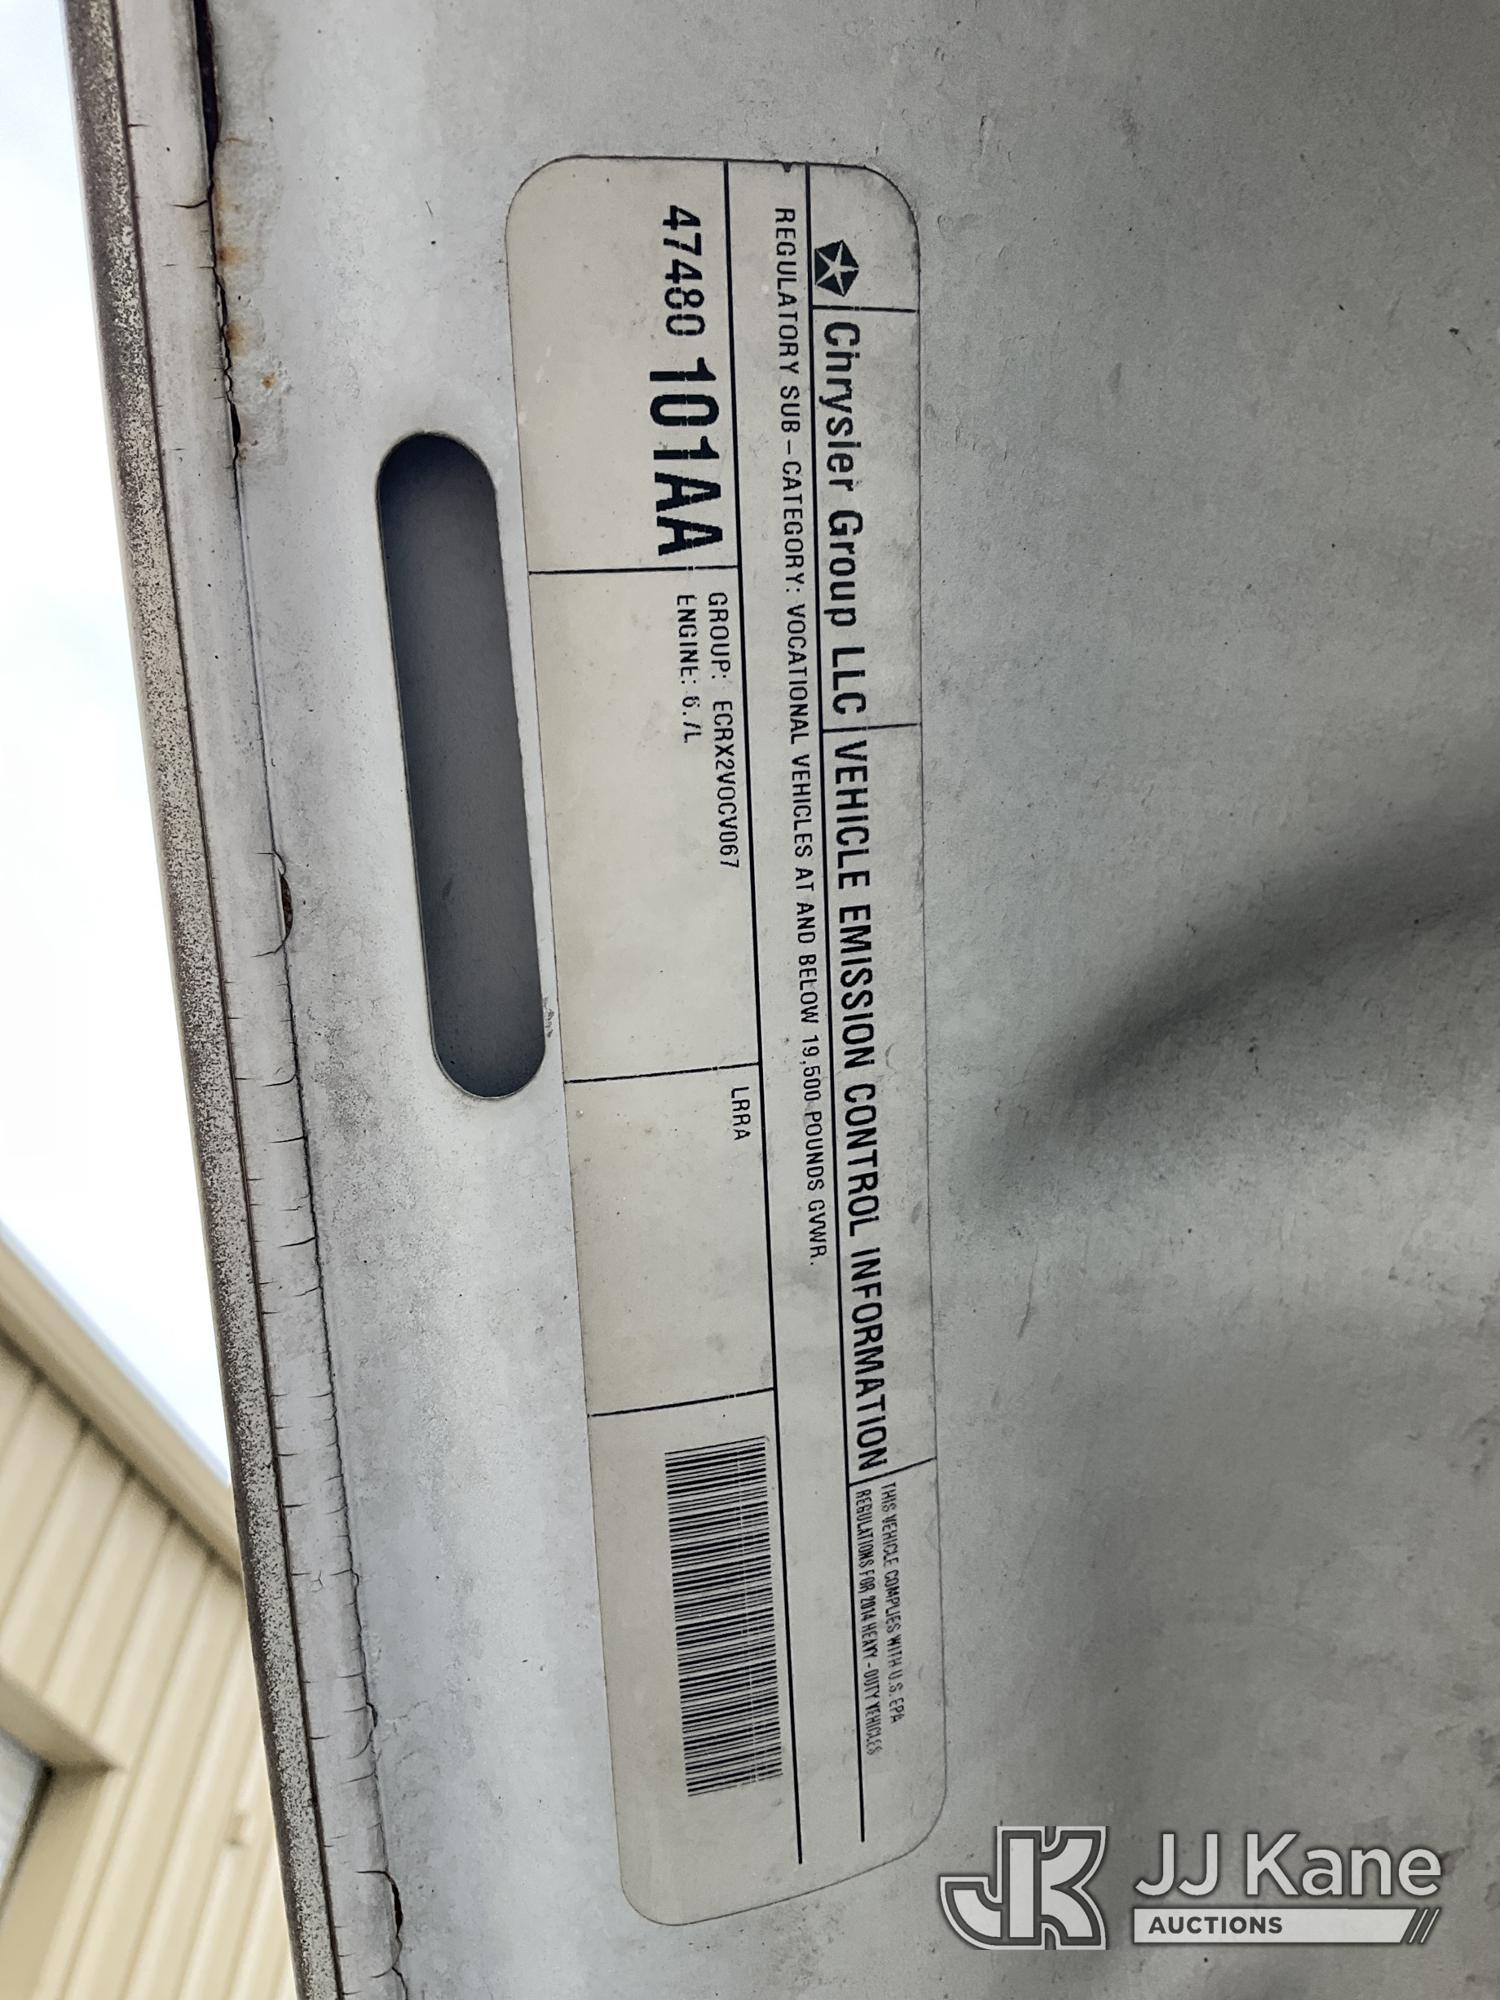 Chrysler Group LLC VEHICLE EMISSION CONTROL INFORMATION
THIS VEHICLE COMPLIES WITH U.S. EPA
REGULATIONS FOR 2014 HEAVY-DUTY VEHICLES
REGULATORY SUB-CATEGORY: VOCATIONAL VEHICLES AT AND BELOW 19,500 POUNDS GVWR.
47480 101AA
GROUP: ECRX2VOCV067
ENGINE: 6.7L
LRRA
JK JJ Kane
AUCTIONS